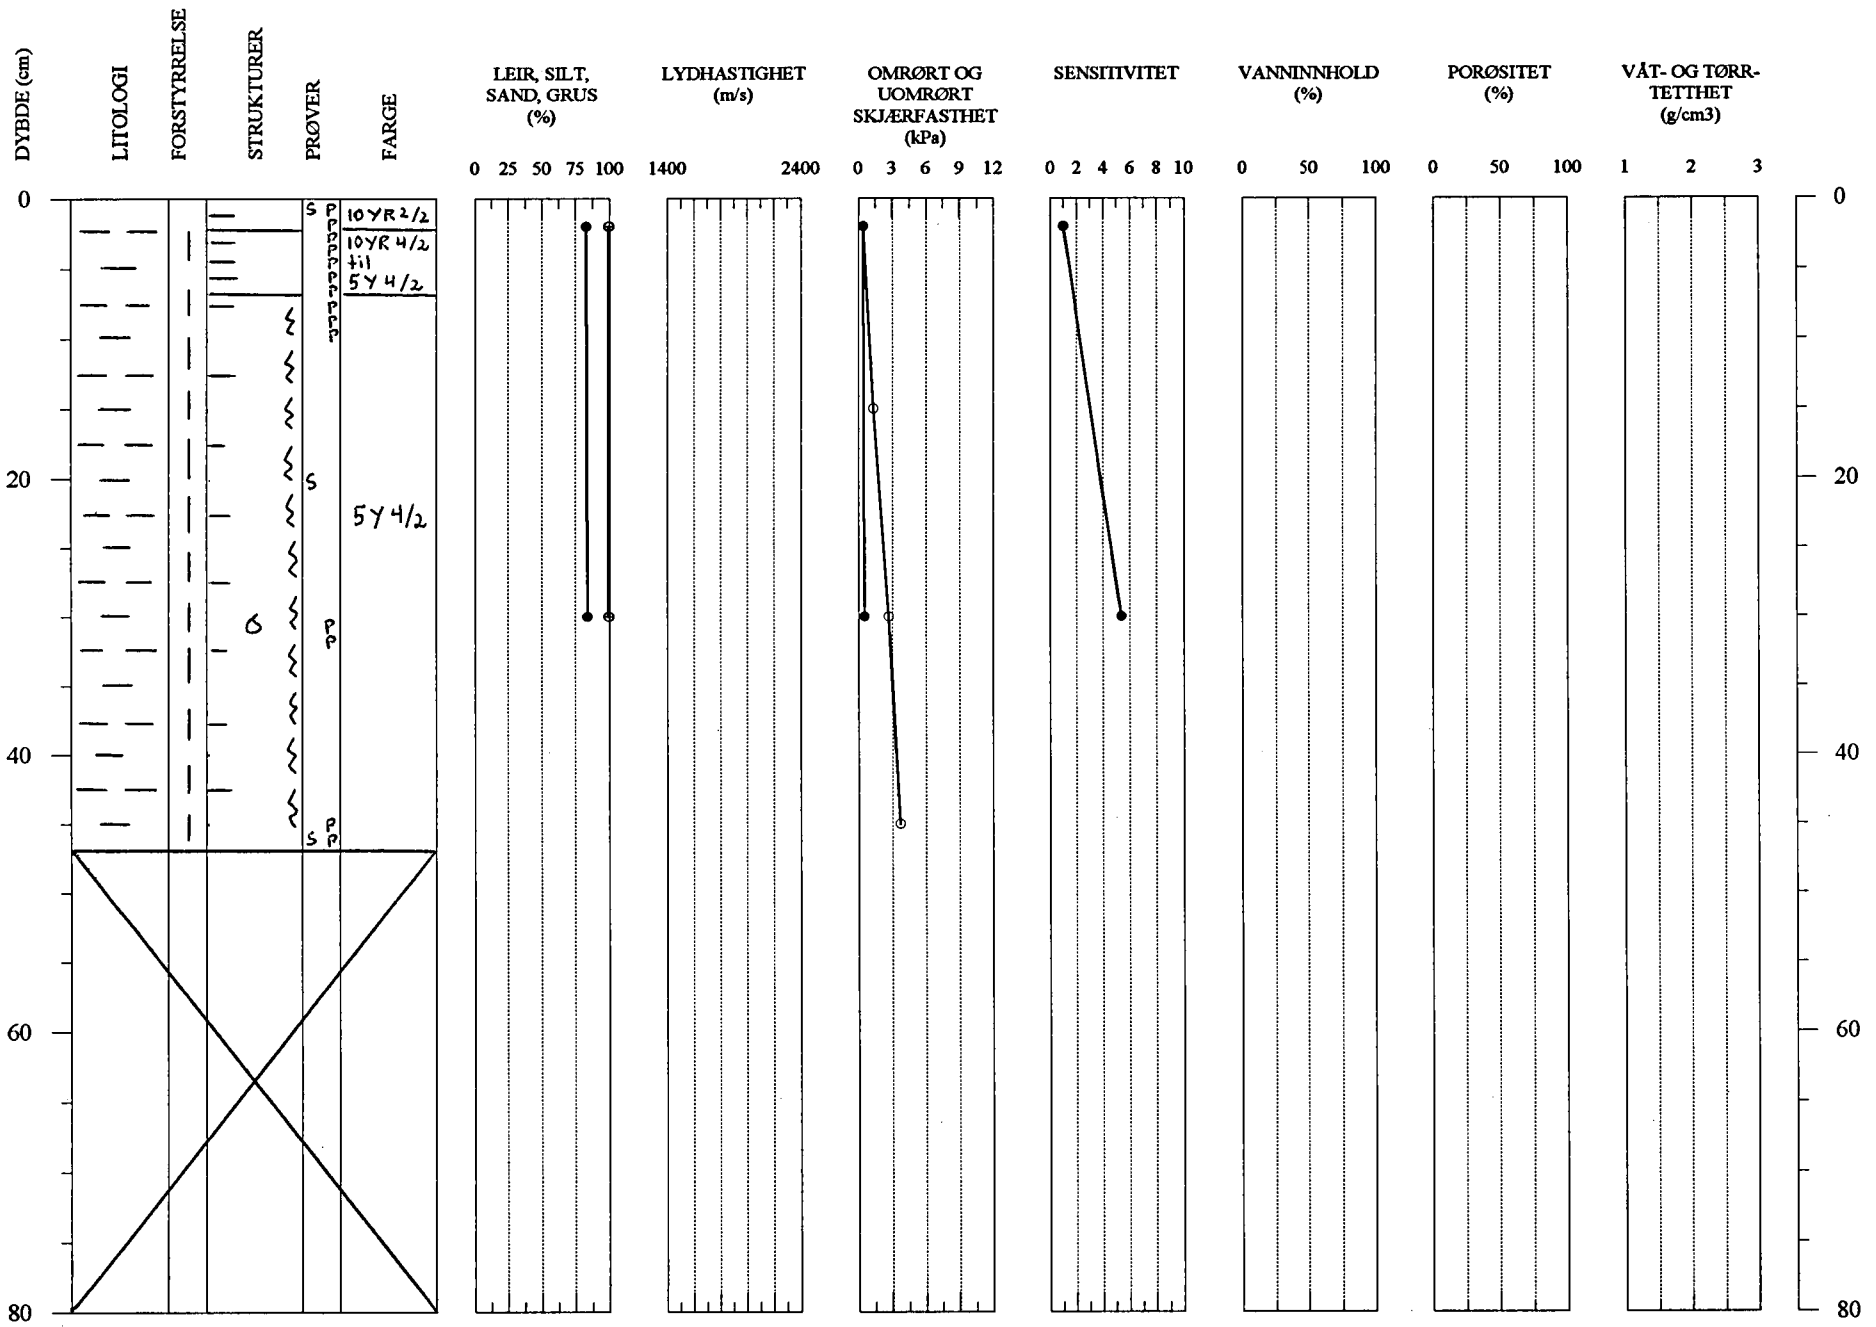 DYBDE (cm)
LITOLOGI
FORSTYRRELSE
STRUKTURER
PRØVER
FARGE
LEIR, SILT,
SAND, GRUS
(%)
LYDHASTIGHET
(m/s)
OMRØRT OG
UOMRØRT
SKJÆRFASTHET
(kPa)
SENSITIVITET
VANNINNHOLD
(%)
PORØSITET
(%)
VÅT- OG TØRR-
TETTHET
(g/cm3)
0 25 50 75 100
1400 2400
0 3 6 9 12
0 2 4 6 8 10
0 100
0 50 100
1 2 3
0 S P 10YR2/2 0
P
P 10YR 4/2
P til
P 5Y 4/2
P
P
P
P
20 S 20
5Y 4/2
P
P
40 40
P
S P
60 60
80 80